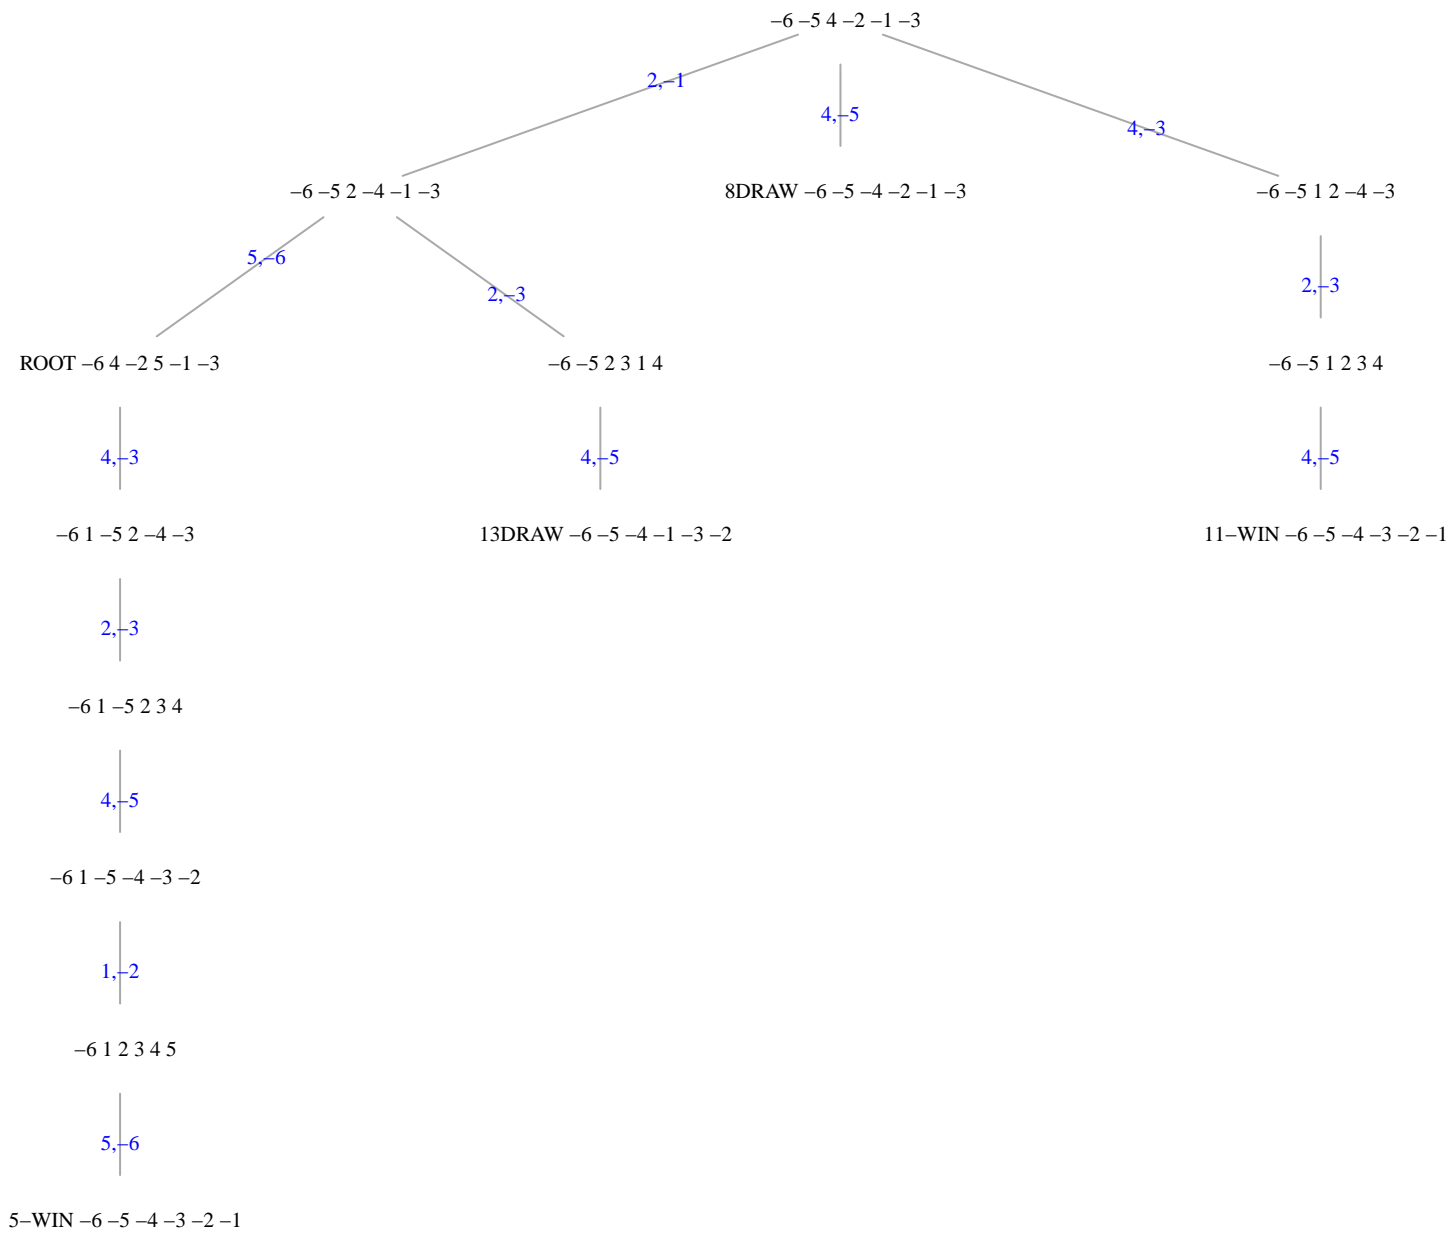 –6 –5 4 –2 –1 –3
2,–1
4,–5
4,–3
–6 –5 2 –4 –1 –3
8DRAW –6 –5 –4 –2 –1 –3
–6 –5 1 2 –4 –3
5,–6
2,–3
2,–3
ROOT –6 4 –2 5 –1 –3
–6 –5 2 3 1 4
–6 –5 1 2 3 4
4,–3
4,–5
4,–5
–6 1 –5 2 –4 –3
13DRAW –6 –5 –4 –1 –3 –2
11–WIN –6 –5 –4 –3 –2 –1
2,–3
–6 1 –5 2 3 4
4,–5
–6 1 –5 –4 –3 –2
1,–2
–6 1 2 3 4 5
5,–6
5–WIN –6 –5 –4 –3 –2 –1